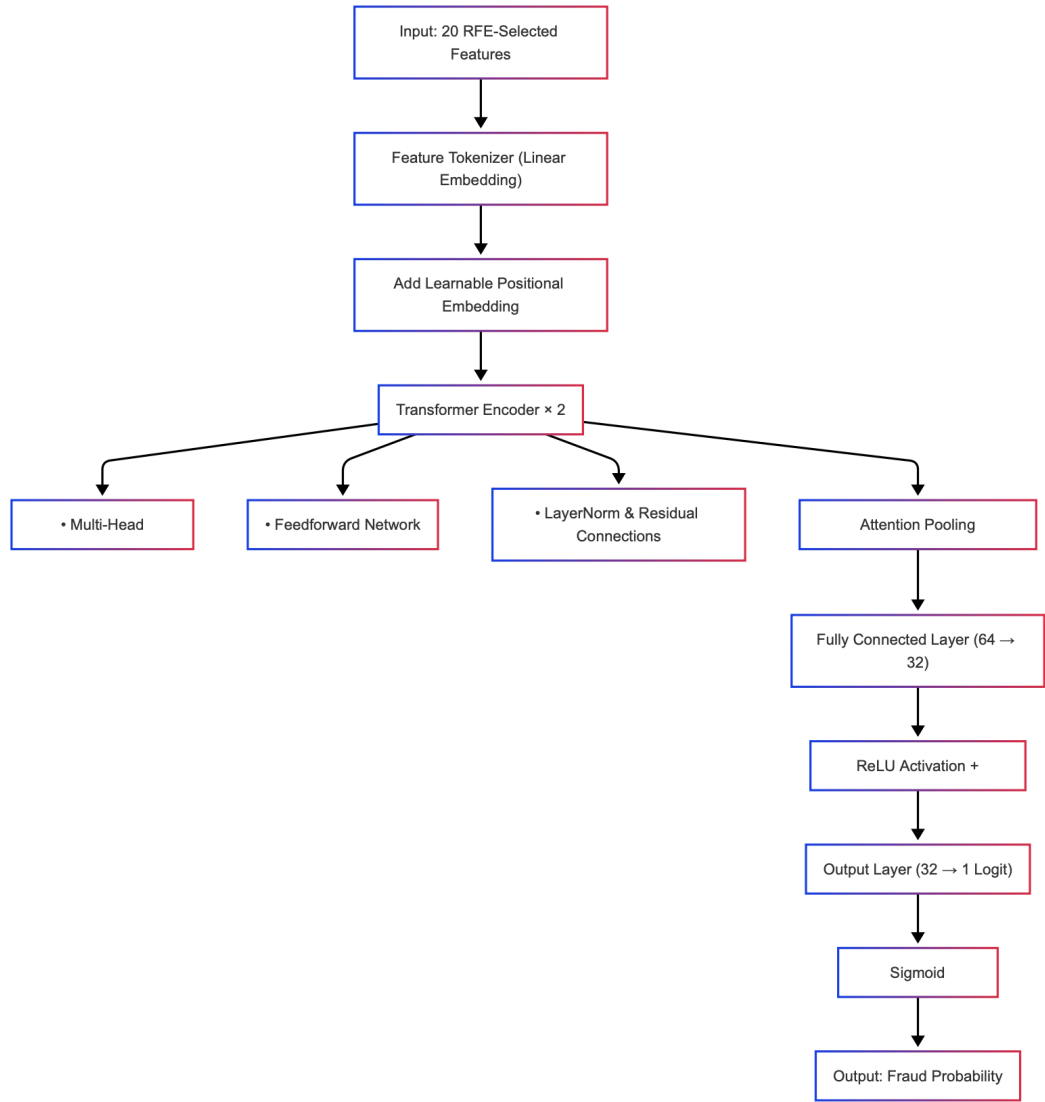 Input: 20 RFE-Selected
Features
Feature Tokenizer (Linear
Embedding)
Add Learnable Positional
Embedding
Transformer Encoder × 2
• Multi-Head
• Feedforward Network
• LayerNorm & Residual
Connections
Attention Pooling
Fully Connected Layer (64 →
32)
ReLU Activation +
Output Layer (32 → 1 Logit)
Sigmoid
Output: Fraud Probability